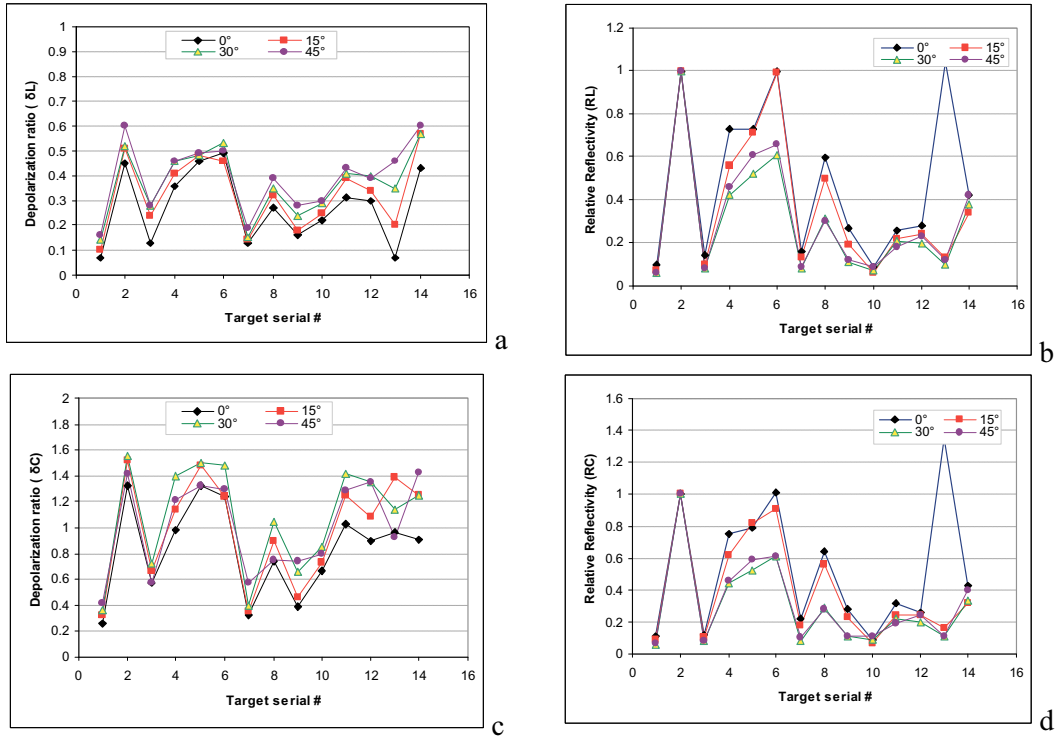 Depolarization ratio ( δL)
1
0.9
0.8
0.7
0.6
0.5
0.4
0.3
0.2
0.1
0
0° 15°
30° 45°
0 2 4 6 8 10 12 14 16
Target serial #
a
Relative Reflectivity (RL)
1.2
1
0.8
0.6
0.4
0.2
0
0° 15°
30° 45°
0 2 4 6 8 10 12 14 16
Target serial #
b
Depolarization ratio ( δC)
2
1.8
1.6
1.4
1.2
1
0.8
0.6
0.4
0.2
0
0° 15°
30° 45°
0 2 4 6 8 10 12 14 16
Target serial #
c
Relative Reflectivity (RC)
1.6
1.4
1.2
1
0.8
0.6
0.4
0.2
0
0° 15°
30° 45°
0 2 4 6 8 10 12 14 16
Target serial #
d